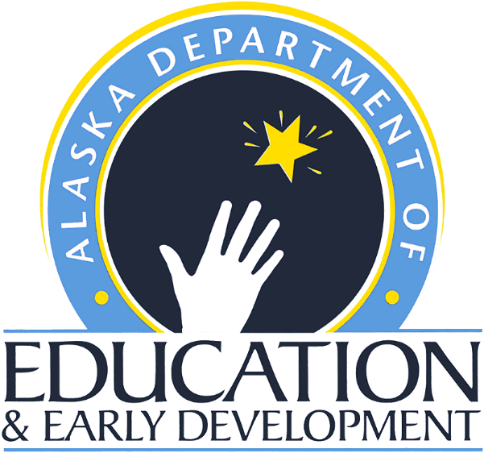 ALASKA DEPARTMENT OF
EDUCATION
& EARLY DEVELOPMENT